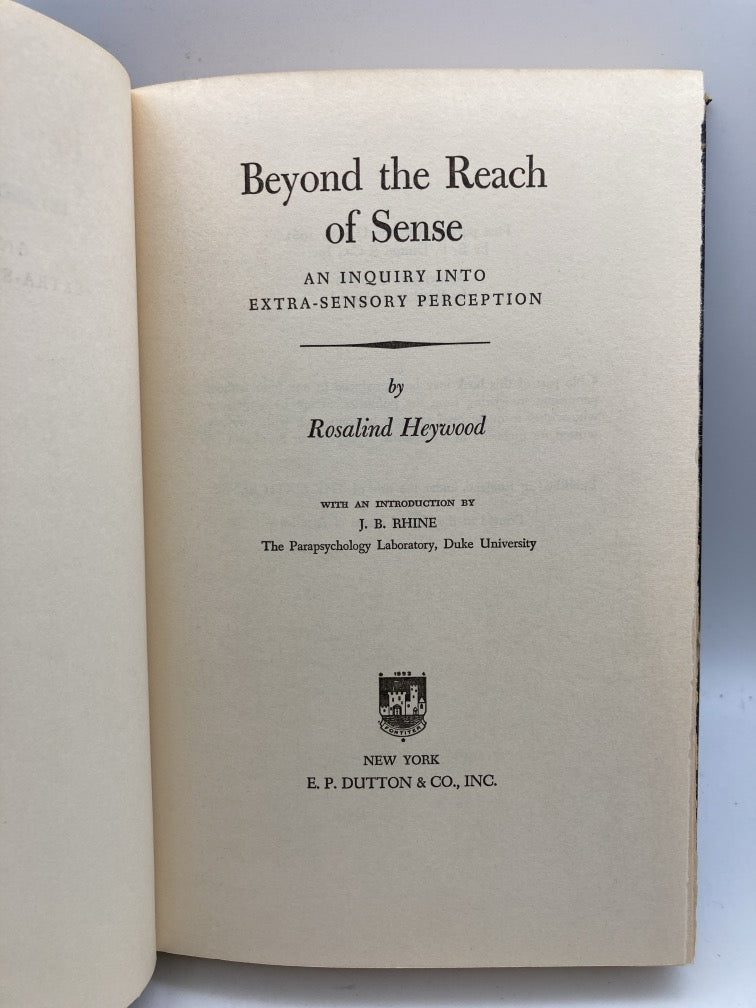 Beyond the Reach
of Sense
AN INQUIRY INTO
EXTRA-SENSORY PERCEPTION
by
Rosalind Heywood
WITH AN INTRODUCTION BY
J. B. RHINE
The Parapsychology Laboratory, Duke University
FORTITER
NEW YORK
E. P. DUTTON & CO., INC.